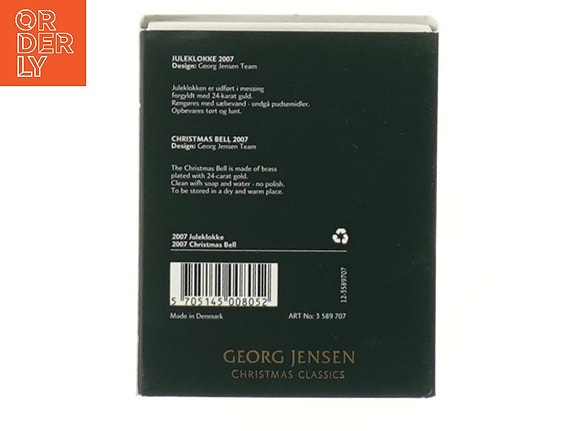 OR
DER
LY
JULEKLOKKE 2007
Design: Georg Jensen Team
Juleklokken er udført i messing
forgyldt med 24-karat guld.
Rengøres med sæbevand - undgå pudsemidler.
Opbevares tørt og lunt.
CHRISTMAS BELL 2007
Design: Georg Jensen Team
The Christmas Bell is made of brass
plated with 24-carat gold.
Clean with soap and water - no polish.
To be stored in a dry and warm place.
2007 Juleklokke
2007 Christmas Bell
5 705145 008052
12-3589707
Made in Denmark
ART No: 3 589 707
GEORG JENSEN
CHRISTMAS CLASSICS